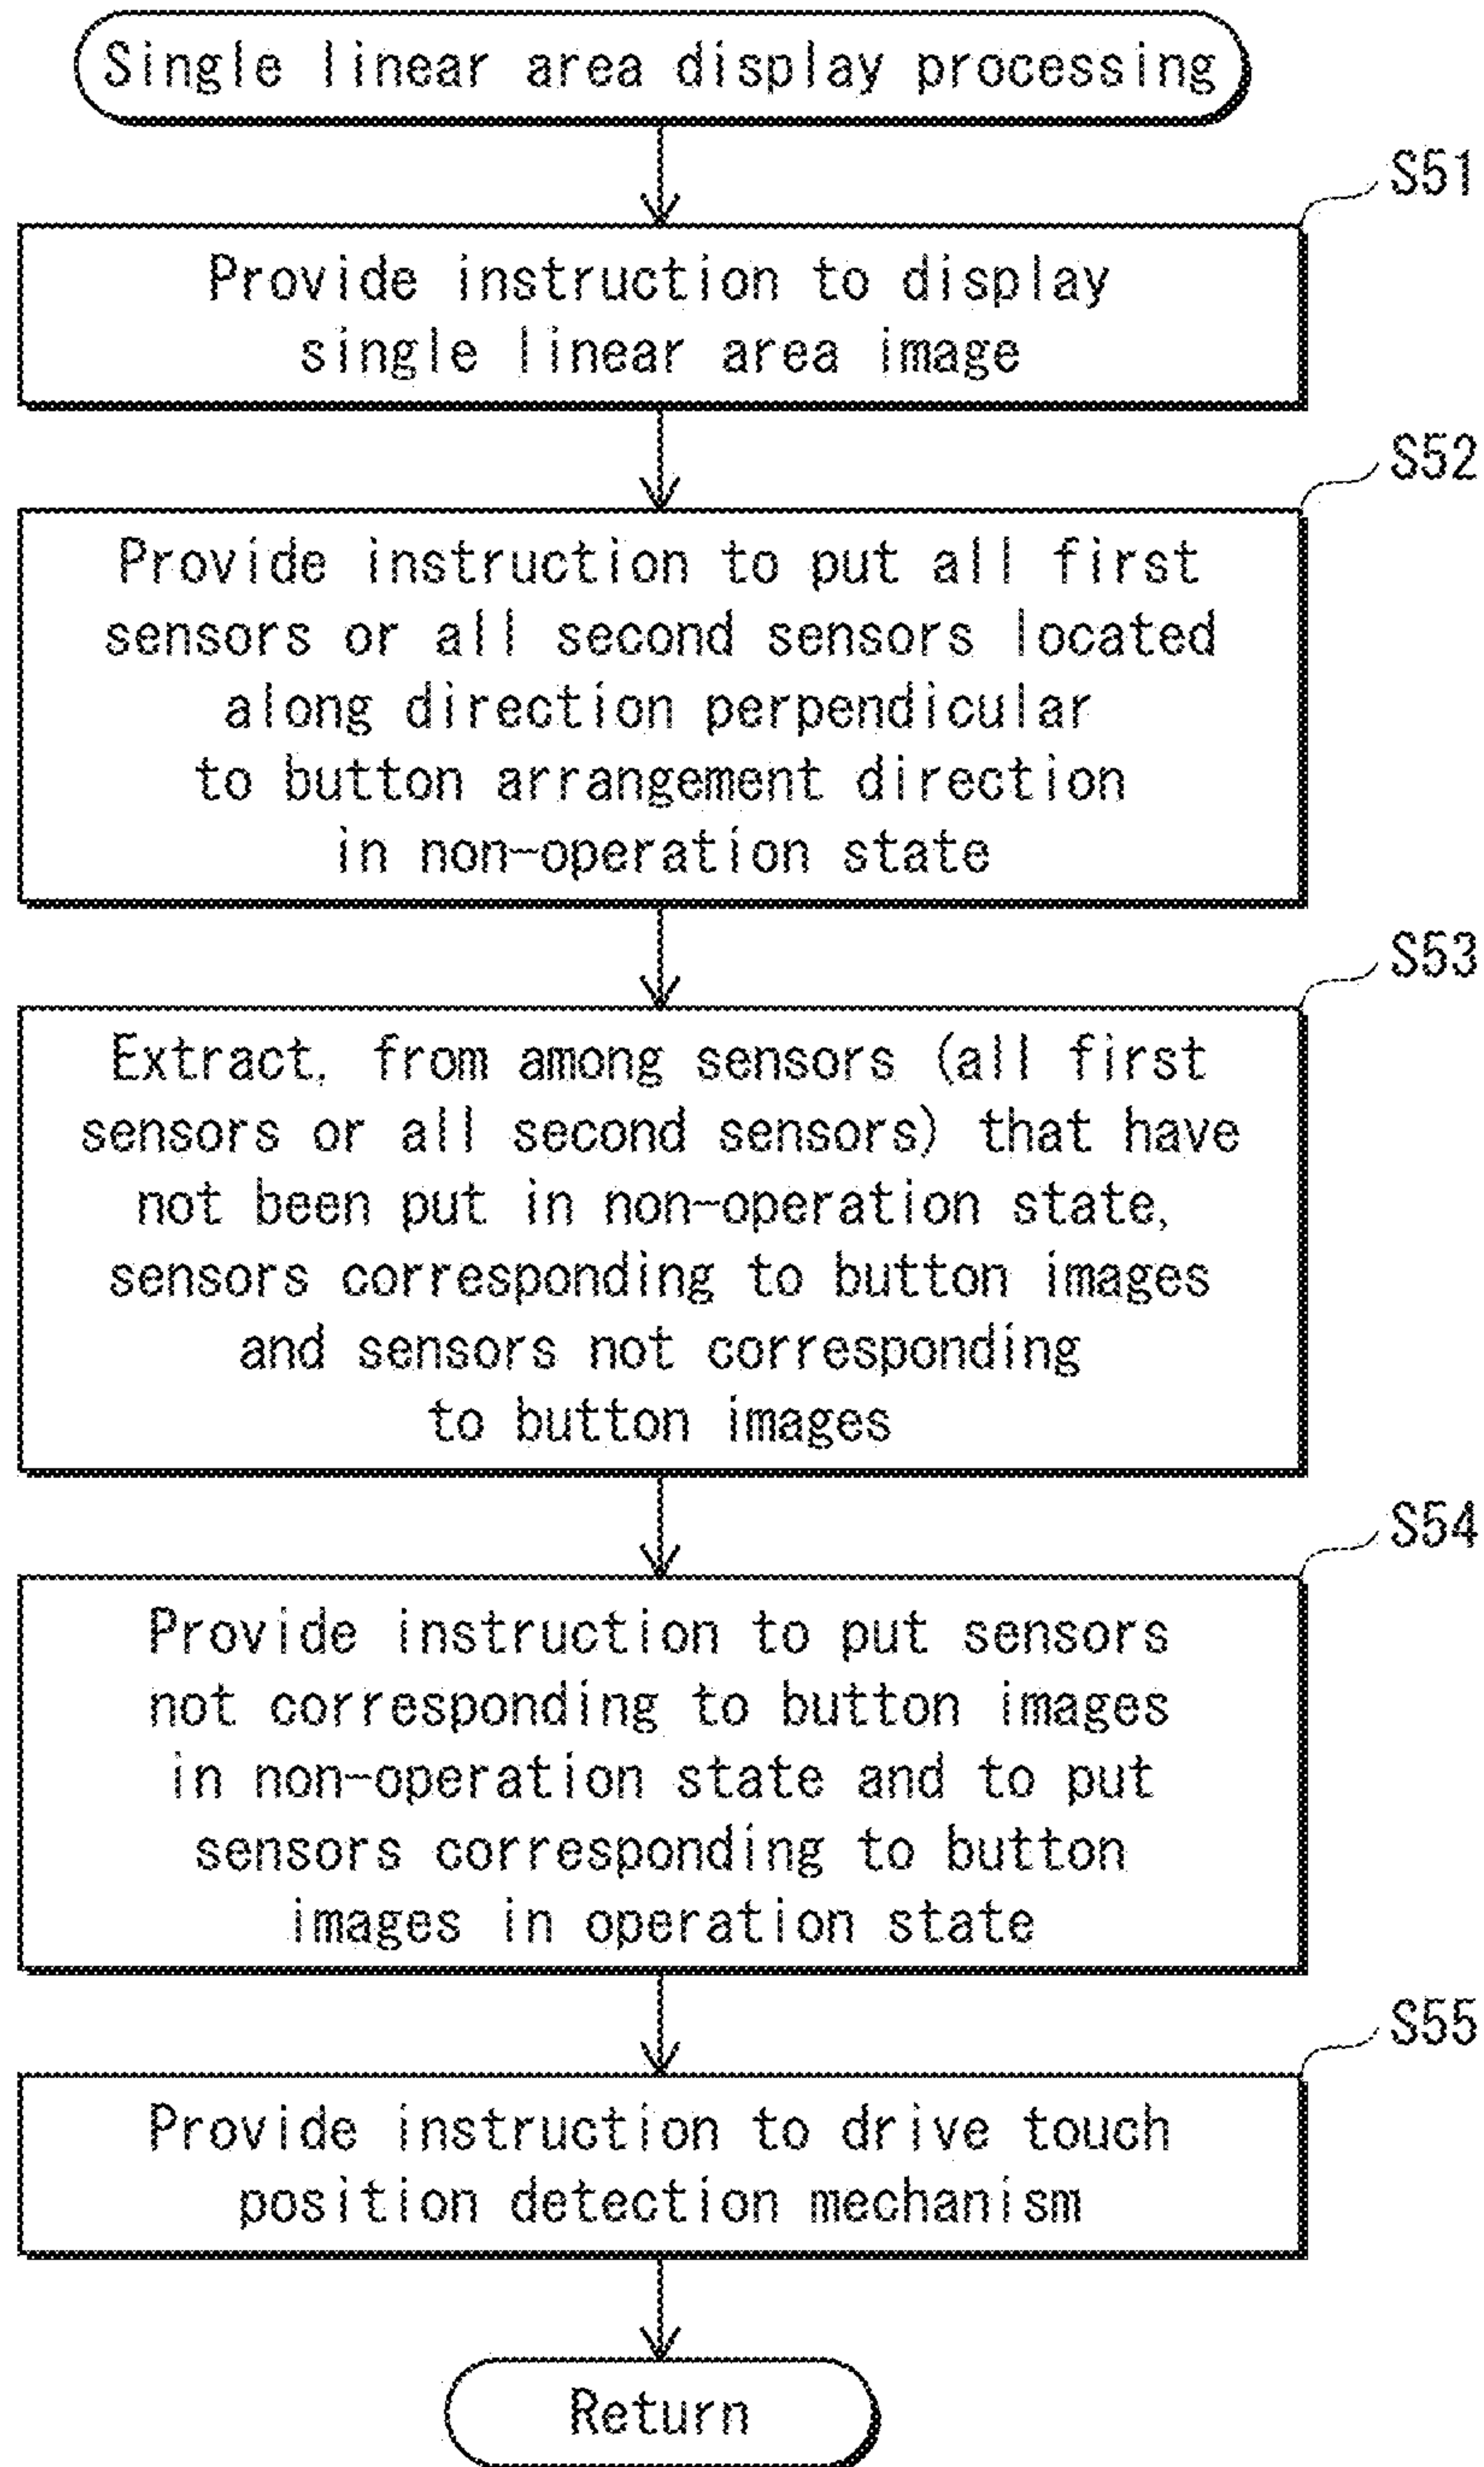 Single linear area display processing
S51
Provide instruction to display
single linear area image
S52
Provide instruction to put all first
sensors or all second sensors located
along direction perpendicular
to button arrangement direction
in non-operation state
S53
Extract, from among sensors (all first
sensors or all second sensors) that have
not been put in non-operation state,
sensors corresponding to button images
and sensors not corresponding
to button images
S54
Provide instruction to put sensors
not corresponding to button images
in non-operation state and to put
sensors corresponding to button
images in operation state
S55
Provide instruction to drive touch
position detection mechanism
Return